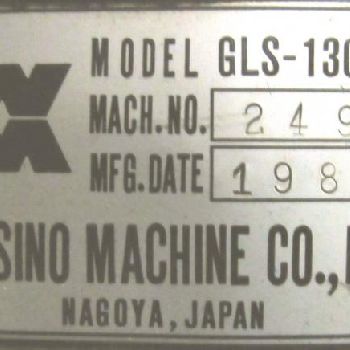 MODEL GLS-130
MACH.NO. 249
MFG.DATE 198
SINO MACHINE CO.,
NAGOYA, JAPAN